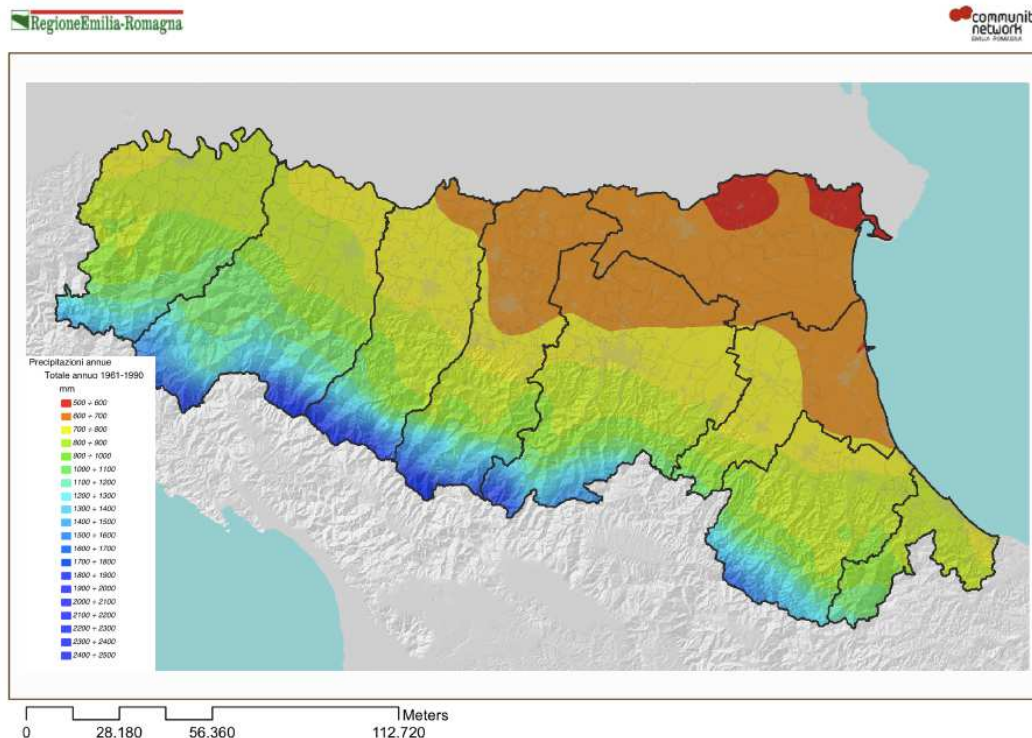 RegioneEmilia-Romagna
communit
network
EMILIA-ROMAGNA
Precipitazioni annue
Totale annuo 1961-1990
mm
500 ÷ 600
600 ÷ 700
700 ÷ 800
800 ÷ 900
900 ÷ 1000
1000 ÷ 1100
1100 ÷ 1200
1200 ÷ 1300
1300 ÷ 1400
1400 ÷ 1500
1500 ÷ 1600
1600 ÷ 1700
1700 ÷ 1800
1800 ÷ 1900
1900 ÷ 2000
2000 ÷ 2100
2100 ÷ 2200
2200 ÷ 2300
2300 ÷ 2400
2400 ÷ 2500
Meters
0 28.180 56.360 112.720